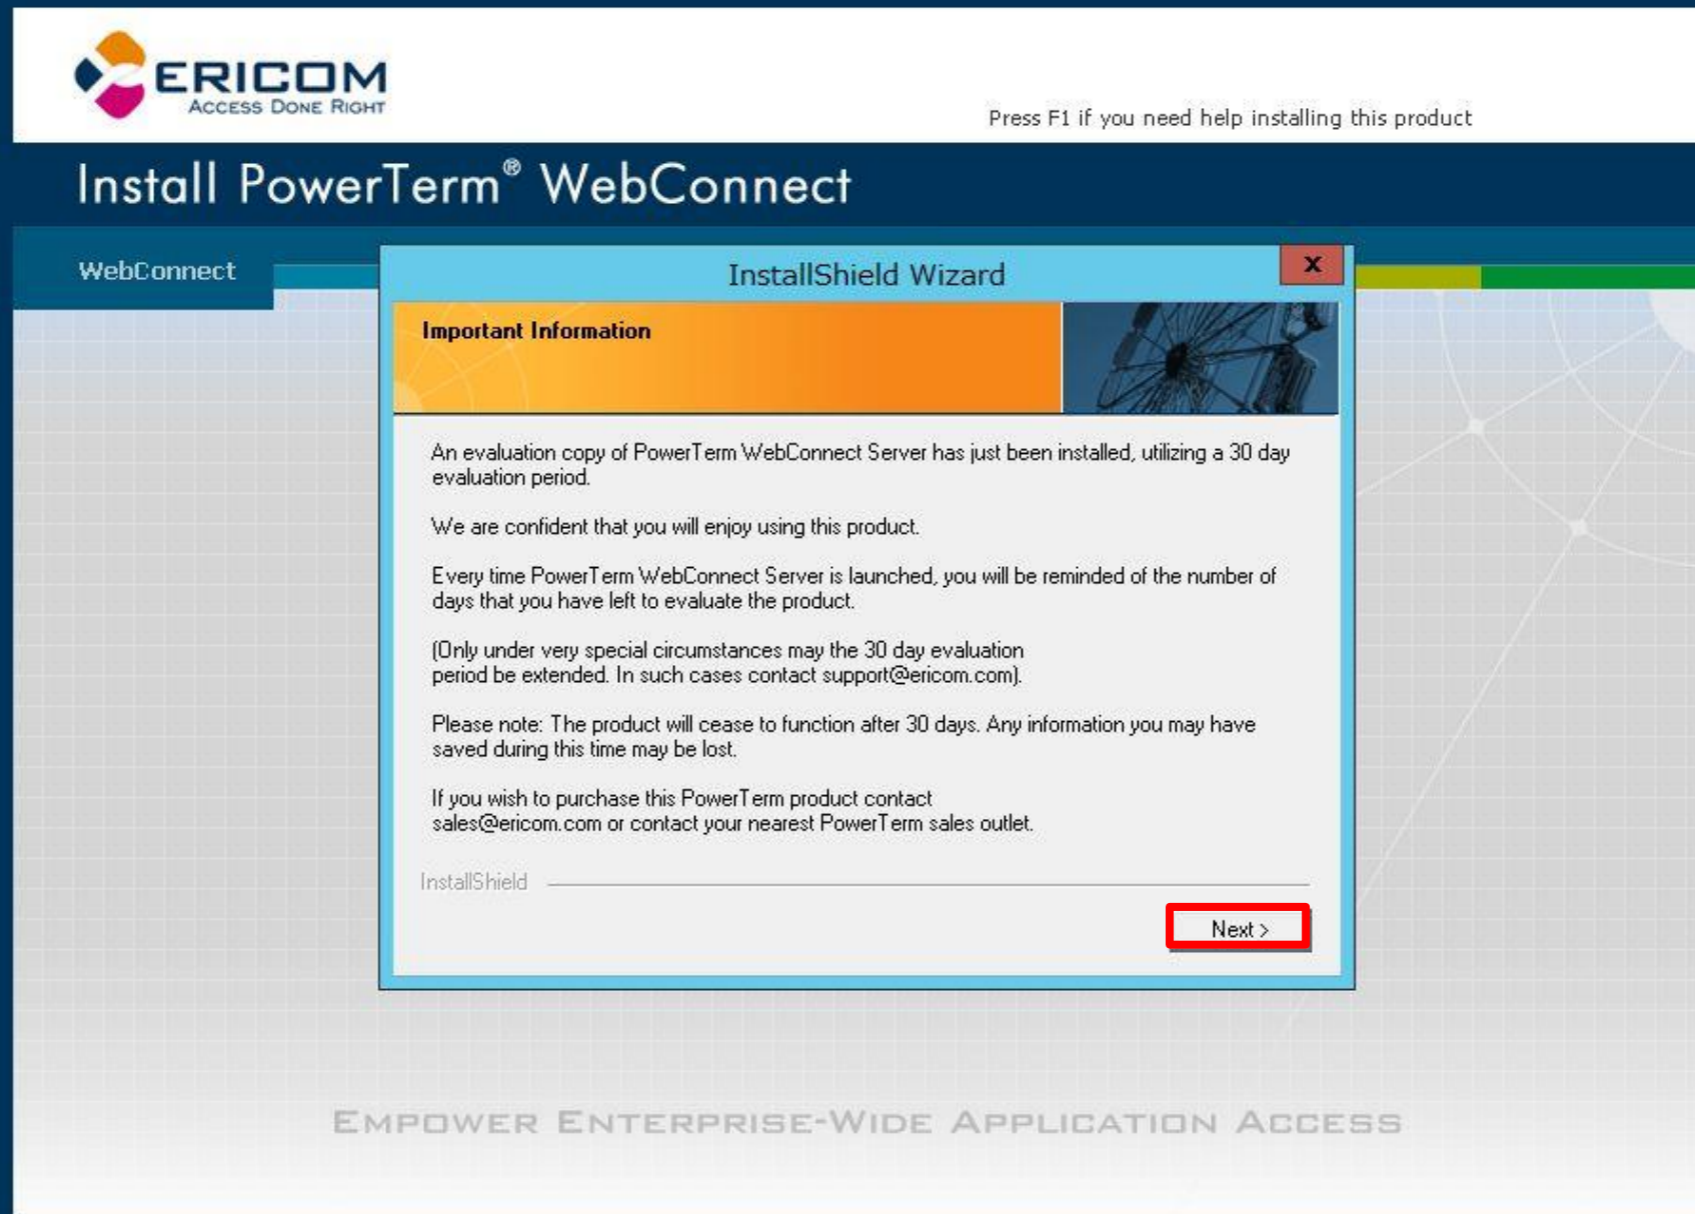 ERICOM
ACCESS DONE RIGHT
Press F1 if you need help installing this product
Install PowerTerm® WebConnect
WebConnect
InstallShield Wizard
X
Important Information
An evaluation copy of PowerTerm WebConnect Server has just been installed, utilizing a 30 day
evaluation period.
We are confident that you will enjoy using this product.
Every time PowerTerm WebConnect Server is launched, you will be reminded of the number of
days that you have left to evaluate the product.
(Only under very special circumstances may the 30 day evaluation
period be extended. In such cases contact support@ericom.com).
Please note: The product will cease to function after 30 days. Any information you may have
saved during this time may be lost.
If you wish to purchase this PowerTerm product contact
sales@ericom.com or contact your nearest PowerTerm sales outlet.
InstallShield
Next >
EMPOWER ENTERPRISE-WIDE APPLICATION ACCESS